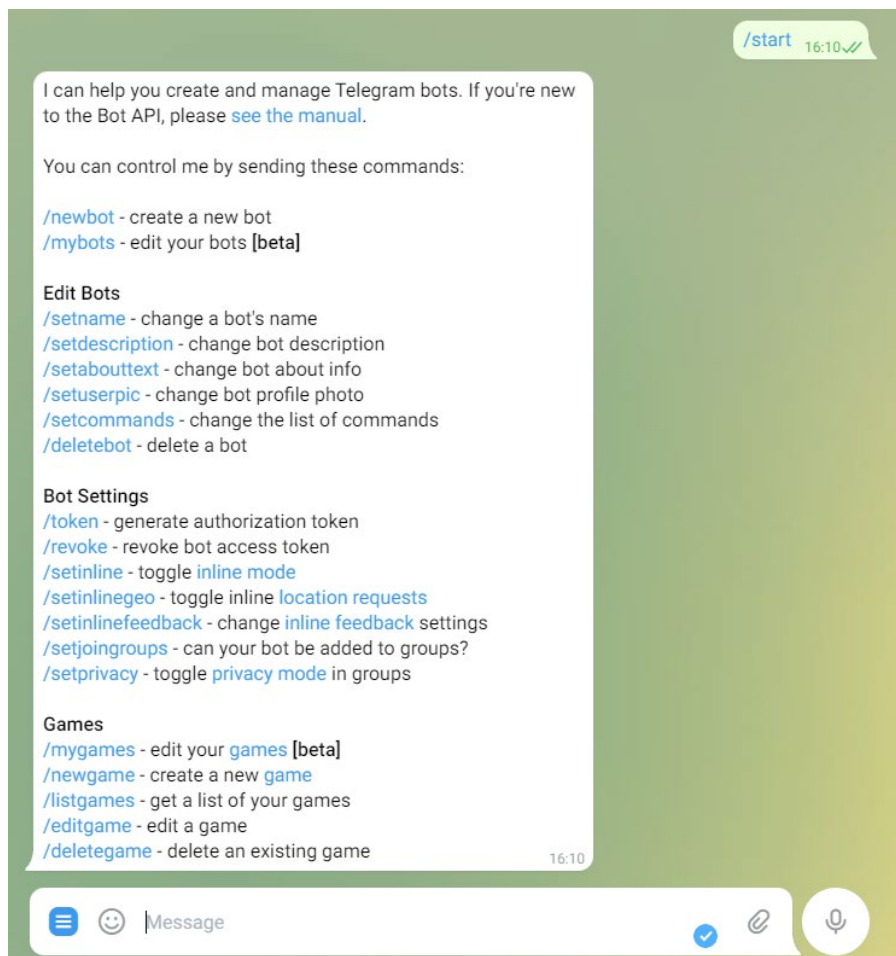 /start 16:10
I can help you create and manage Telegram bots. If you're new
to the Bot API, please see the manual.
You can control me by sending these commands:
/newbot - create a new bot
/mybots - edit your bots [beta]
Edit Bots
/setname - change a bot's name
/setdescription - change bot description
/setabouttext - change bot about info
/setuserpic - change bot profile photo
/setcommands - change the list of commands
/deletebot - delete a bot
Bot Settings
/token - generate authorization token
/revoke - revoke bot access token
/setinline - toggle inline mode
/setinlinegeo - toggle inline location requests
/setinlinefeedback - change inline feedback settings
/setjoingroups - can your bot be added to groups?
/setprivacy - toggle privacy mode in groups
Games
/mygames - edit your games [beta]
/newgame - create a new game
/listgames - get a list of your games
/editgame - edit a game
/deletegame - delete an existing game 16:10
Message